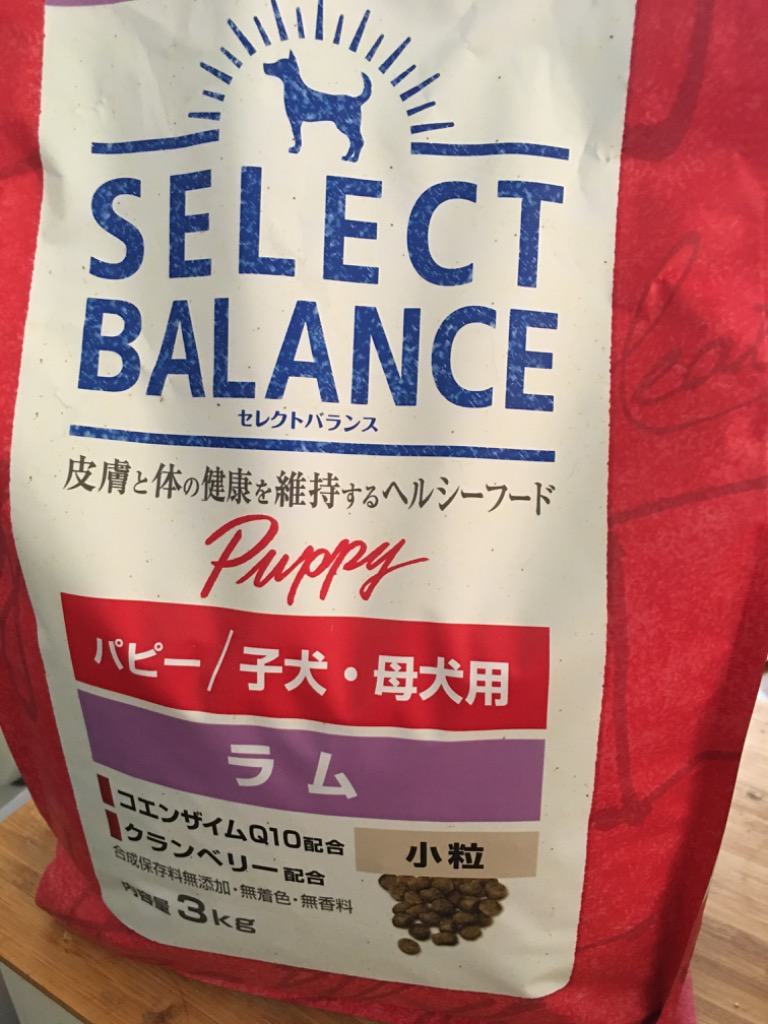 SELECT
BALANCE
セレクトバランス
皮膚と体の健康を維持するヘルシーフード
Puppy
パピー/子犬・母犬用
ラム
コエンザイムQ10配合
クランベリー配合
小粒
合成保存料無添加・無着色・無香料
内容量3kg